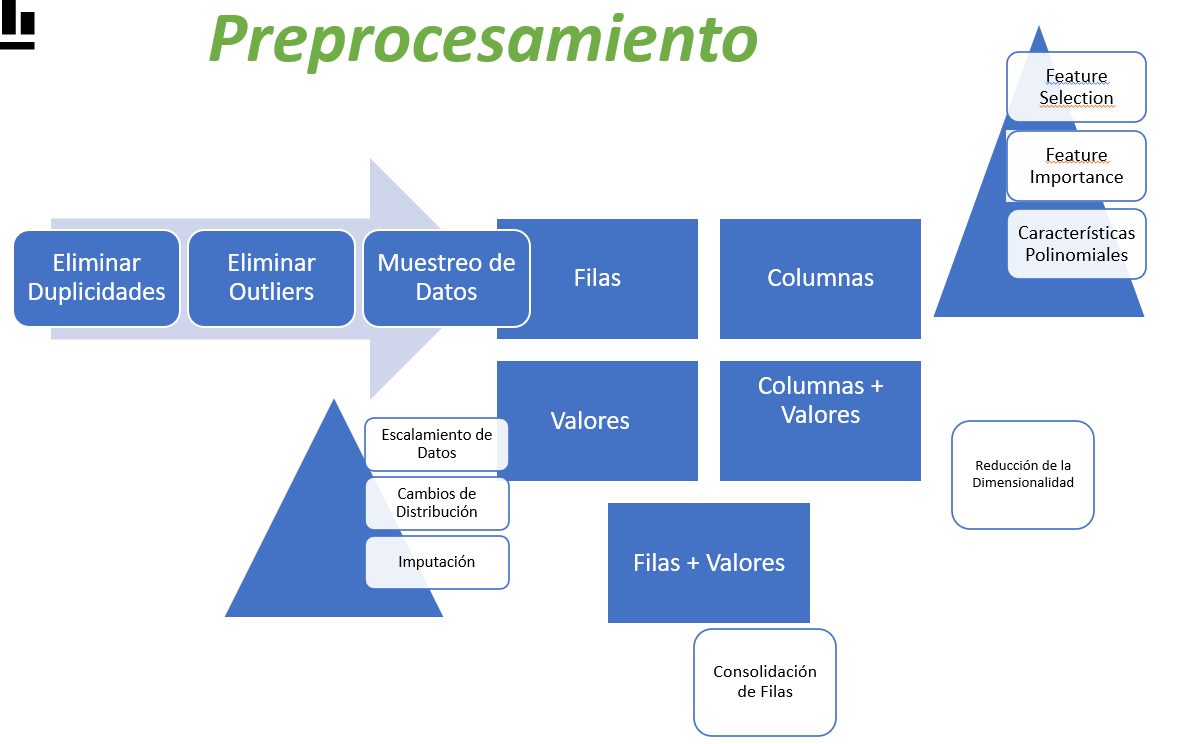 Preprocesamiento
Feature
Selection
Feature
Importance
Características
Polinomiales
Eliminar
Duplicidades
Eliminar
Outliers
Muestreo de
Datos
Filas
Columnas
Valores
Columnas +
Valores
Escalamiento de
Datos
Cambios de
Distribución
Imputación
Reducción de la
Dimensionalidad
Filas + Valores
Consolidación
de Filas